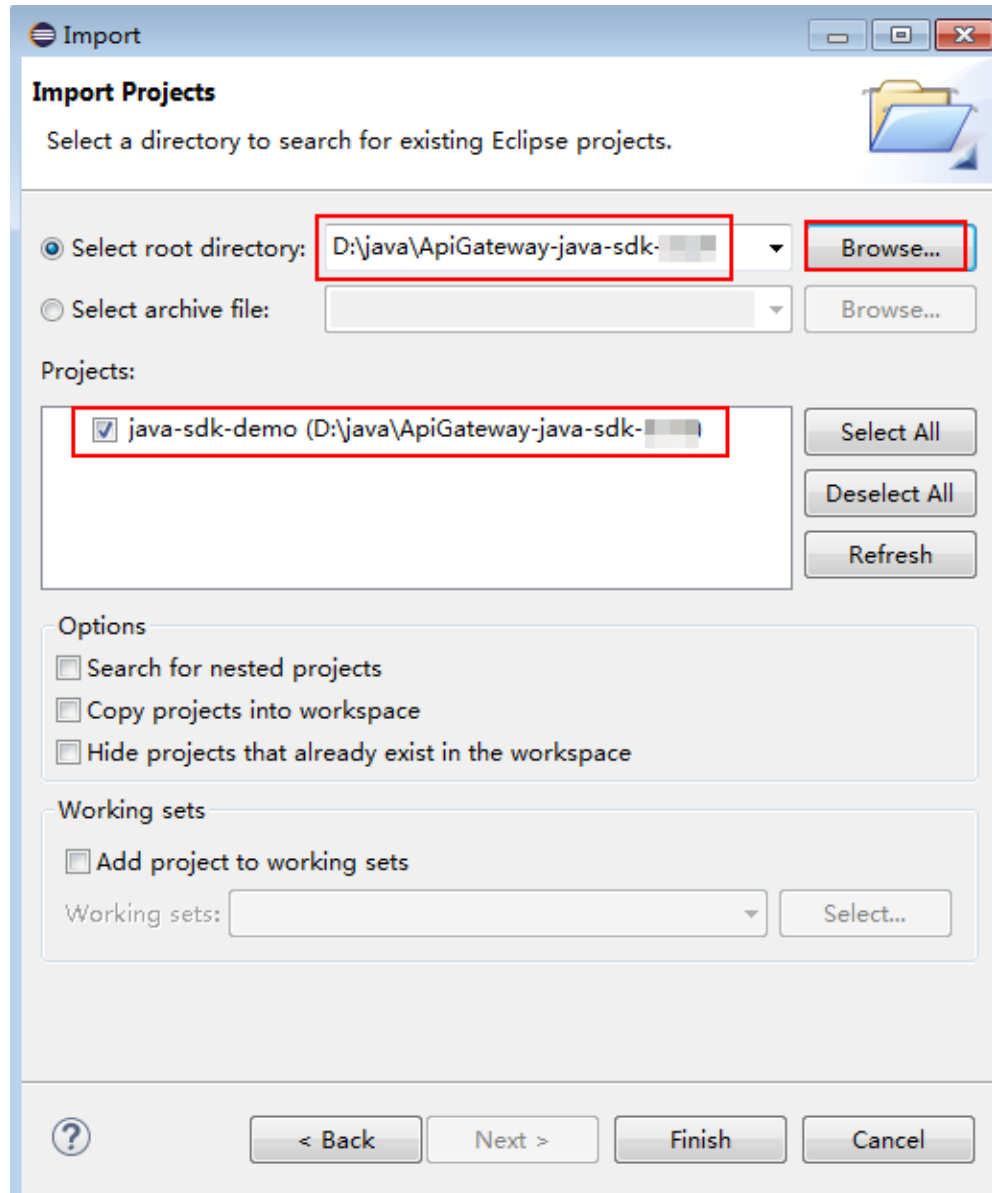 Import
Import Projects
Select a directory to search for existing Eclipse projects.
Select root directory: D:\java\ApiGateway-java-sdk- Browse...
Select archive file: Browse...
Projects:
java-sdk-demo (D:\java\ApiGateway-java-sdk- )
Select All
Deselect All
Refresh
Options
Search for nested projects
Copy projects into workspace
Hide projects that already exist in the workspace
Working sets
Add project to working sets
Working sets: Select...
? < Back Next > Finish Cancel